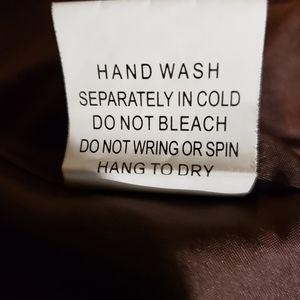 HAND WASH
SEPARATELY IN COLD
DO NOT BLEACH
DO NOT WRING OR SPIN
HANG TO DRY